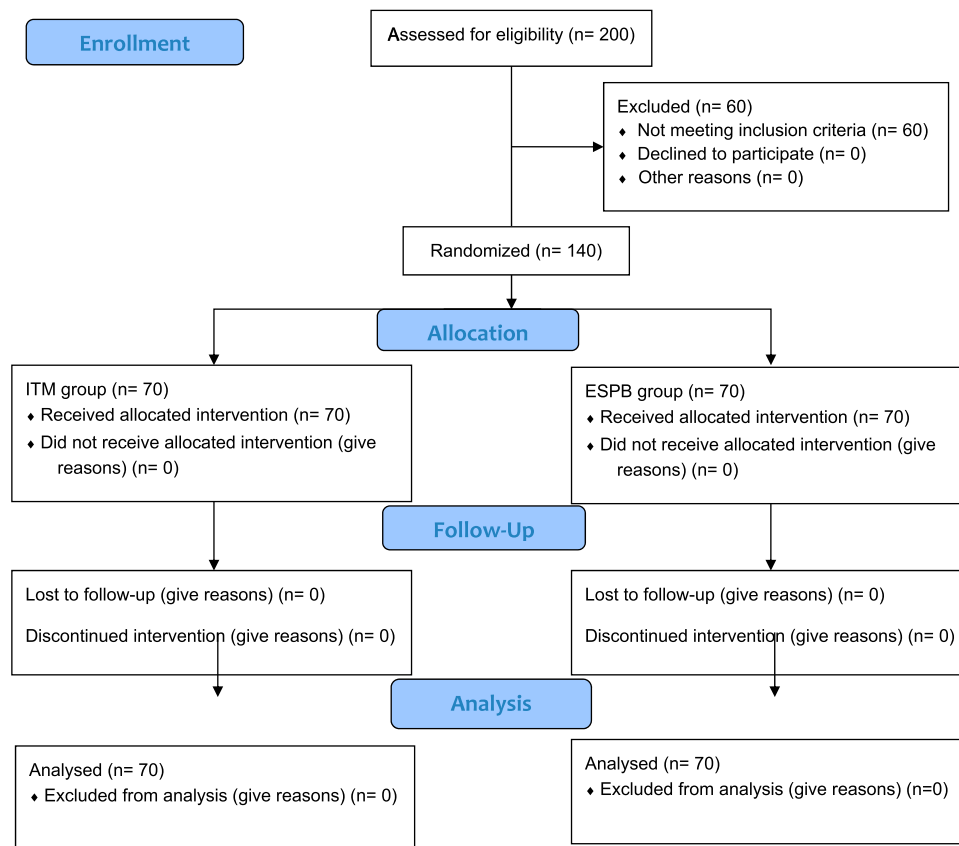 Enrollment
Assessed for eligibility (n= 200)
Excluded (n= 60)
♦ Not meeting inclusion criteria (n= 60)
♦ Declined to participate (n= 0)
♦ Other reasons (n= 0)
Randomized (n= 140)
Allocation
ITM group (n= 70)
♦ Received allocated intervention (n= 70)
♦ Did not receive allocated intervention (give
reasons) (n= 0)
ESPB group (n= 70)
♦ Received allocated intervention (n= 70)
♦ Did not receive allocated intervention (give
reasons) (n= 0)
Follow-Up
Lost to follow-up (give reasons) (n= 0)
Discontinued intervention (give reasons) (n= 0)
Lost to follow-up (give reasons) (n= 0)
Discontinued intervention (give reasons) (n= 0)
Analysis
Analysed (n= 70)
♦ Excluded from analysis (give reasons) (n= 0)
Analysed (n= 70)
♦ Excluded from analysis (give reasons) (n=0)